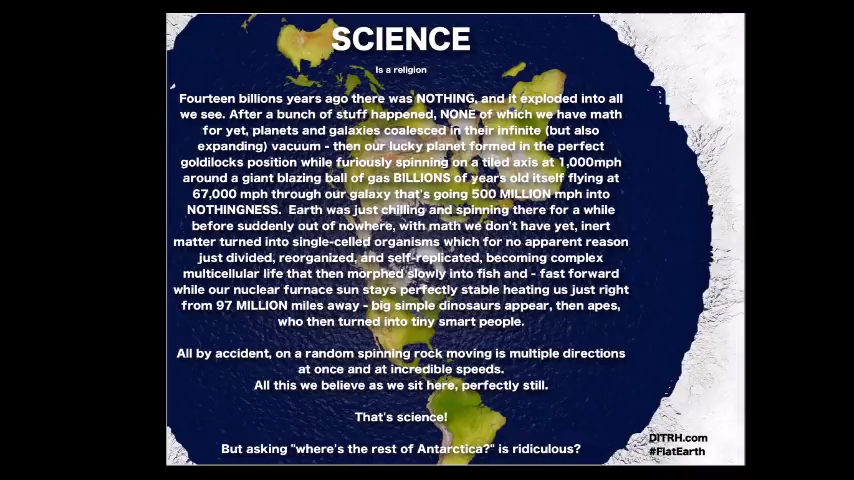 SCIENCE
Is a religion
Fourteen billions years ago there was NOTHING, and it exploded into all
we see. After a bunch of stuff happened, NONE of which we have math
for yet, planets and galaxies coalesced in their infinite (but also
expanding) vacuum - then our lucky planet formed in the perfect
goldilocks position while furiously spinning on a tiled axis at 1,000mph
around a giant blazing ball of gas BILLIONS of years old itself flying at
67,000 mph through our galaxy that's going 500 MILLION mph into
NOTHINGNESS. Earth was just chilling and spinning there for a while
before suddenly out of nowhere, with math we don't have yet, inert
matter turned into single-celled organisms which for no apparent reason
just divided, reorganized, and self-replicated, becoming complex
multicellular life that then morphed slowly into fish and - fast forward
while our nuclear furnace sun stays perfectly stable heating us just right
from 97 MILLION miles away - big simple dinosaurs appear, then apes,
who then turned into tiny smart people.
All by accident, on a random spinning rock moving is multiple directions
at once and at incredible speeds.
All this we believe as we sit here, perfectly still.
That's science!
But asking "where's the rest of Antarctica?" is ridiculous?
DITRH.com
#FlatEarth